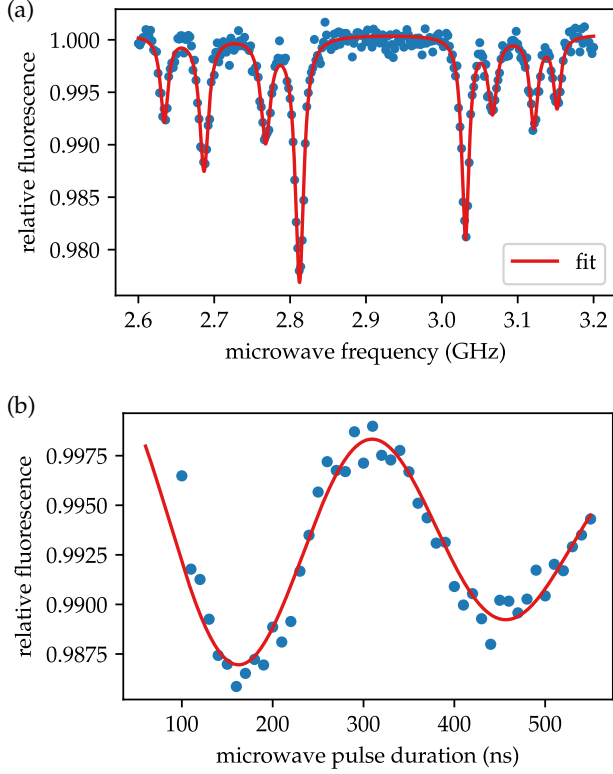 (a)
1.000
0.995
0.990
0.985
0.980
relative fluorescence
fit
2.6 2.7 2.8 2.9 3.0 3.1 3.2
microwave frequency (GHz)
(b)
0.9975
0.9950
0.9925
0.9900
0.9875
relative fluorescence
100 200 300 400 500
microwave pulse duration (ns)